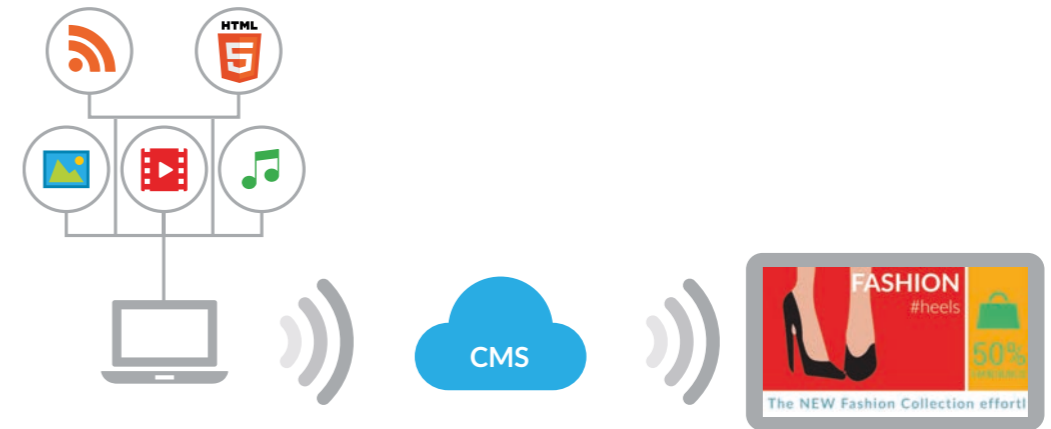 HTML
5
CMS
FASHION
#heels
50%
The NEW Fashion Collection effortl